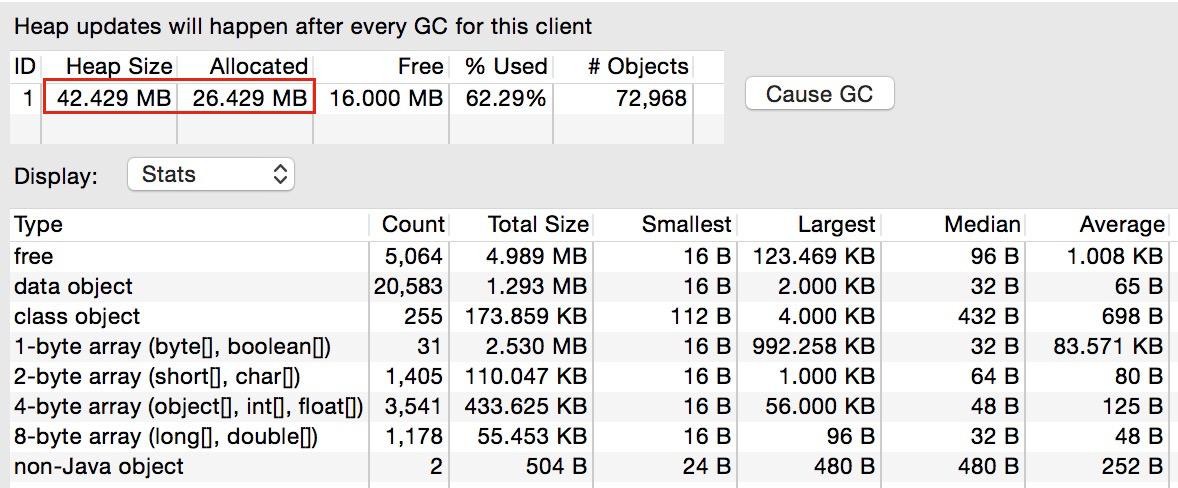 Heap updates will happen after every GC for this client
ID Heap Size Allocated Free % Used # Objects
1 42.429 MB 26.429 MB 16.000 MB 62.29% 72,968
Cause GC
Display: Stats
Type Count Total Size Smallest Largest Median Average
free 5,064 4.989 MB 16 B 123.469 KB 96 B 1.008 KB
data object 20,583 1.293 MB 16 B 2.000 KB 32 B 65 B
class object 255 173.859 KB 112 B 4.000 KB 432 B 698 B
1-byte array (byte[], boolean[]) 31 2.530 MB 16 B 992.258 KB 32 B 83.571 KB
2-byte array (short[], char[]) 1,405 110.047 KB 16 B 1.000 KB 64 B 80 B
4-byte array (object[], int[], float[]) 3,541 433.625 KB 16 B 56.000 KB 48 B 125 B
8-byte array (long[], double[]) 1,178 55.453 KB 16 B 96 B 32 B 48 B
non-Java object 2 504 B 24 B 480 B 480 B 252 B